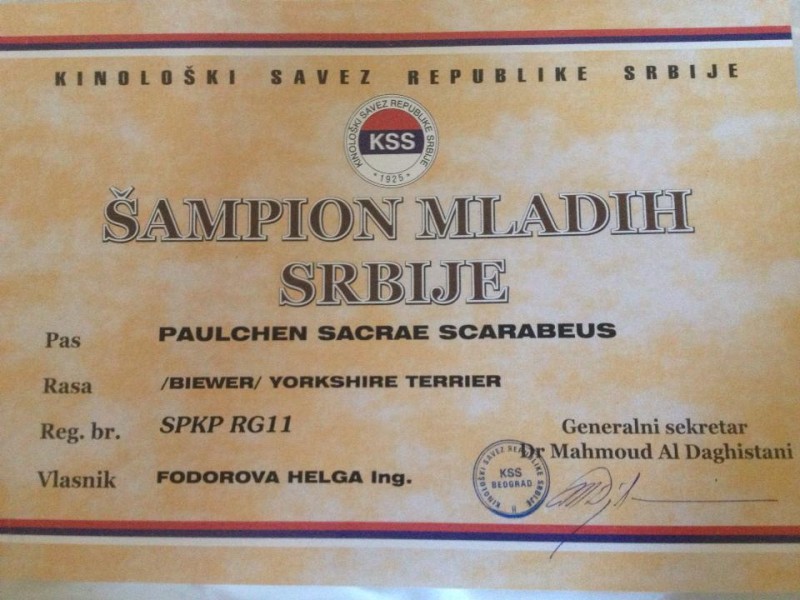 KINOLOŠKI SAVEZ REPUBLIKE SRBIJE
KINOLOŠKI SAVEZ REPUBLIKE SRBIJE
KSS
* 1925 *
ŠAMPION MLADIH
SRBIJE
Pas PAULCHEN SACRAE SCARABEUS
Rasa /BIEWER/ YORKSHIRE TERRIER
Reg. br. SPKP RG11
Vlasnik FODOROVA HELGA Ing.
Generalni sekretar
Dr Mahmoud Al Daghistani
KINOLOŠKI SAVEZ REPUBLIKE SRBIJE
KSS
BEOGRAD
II